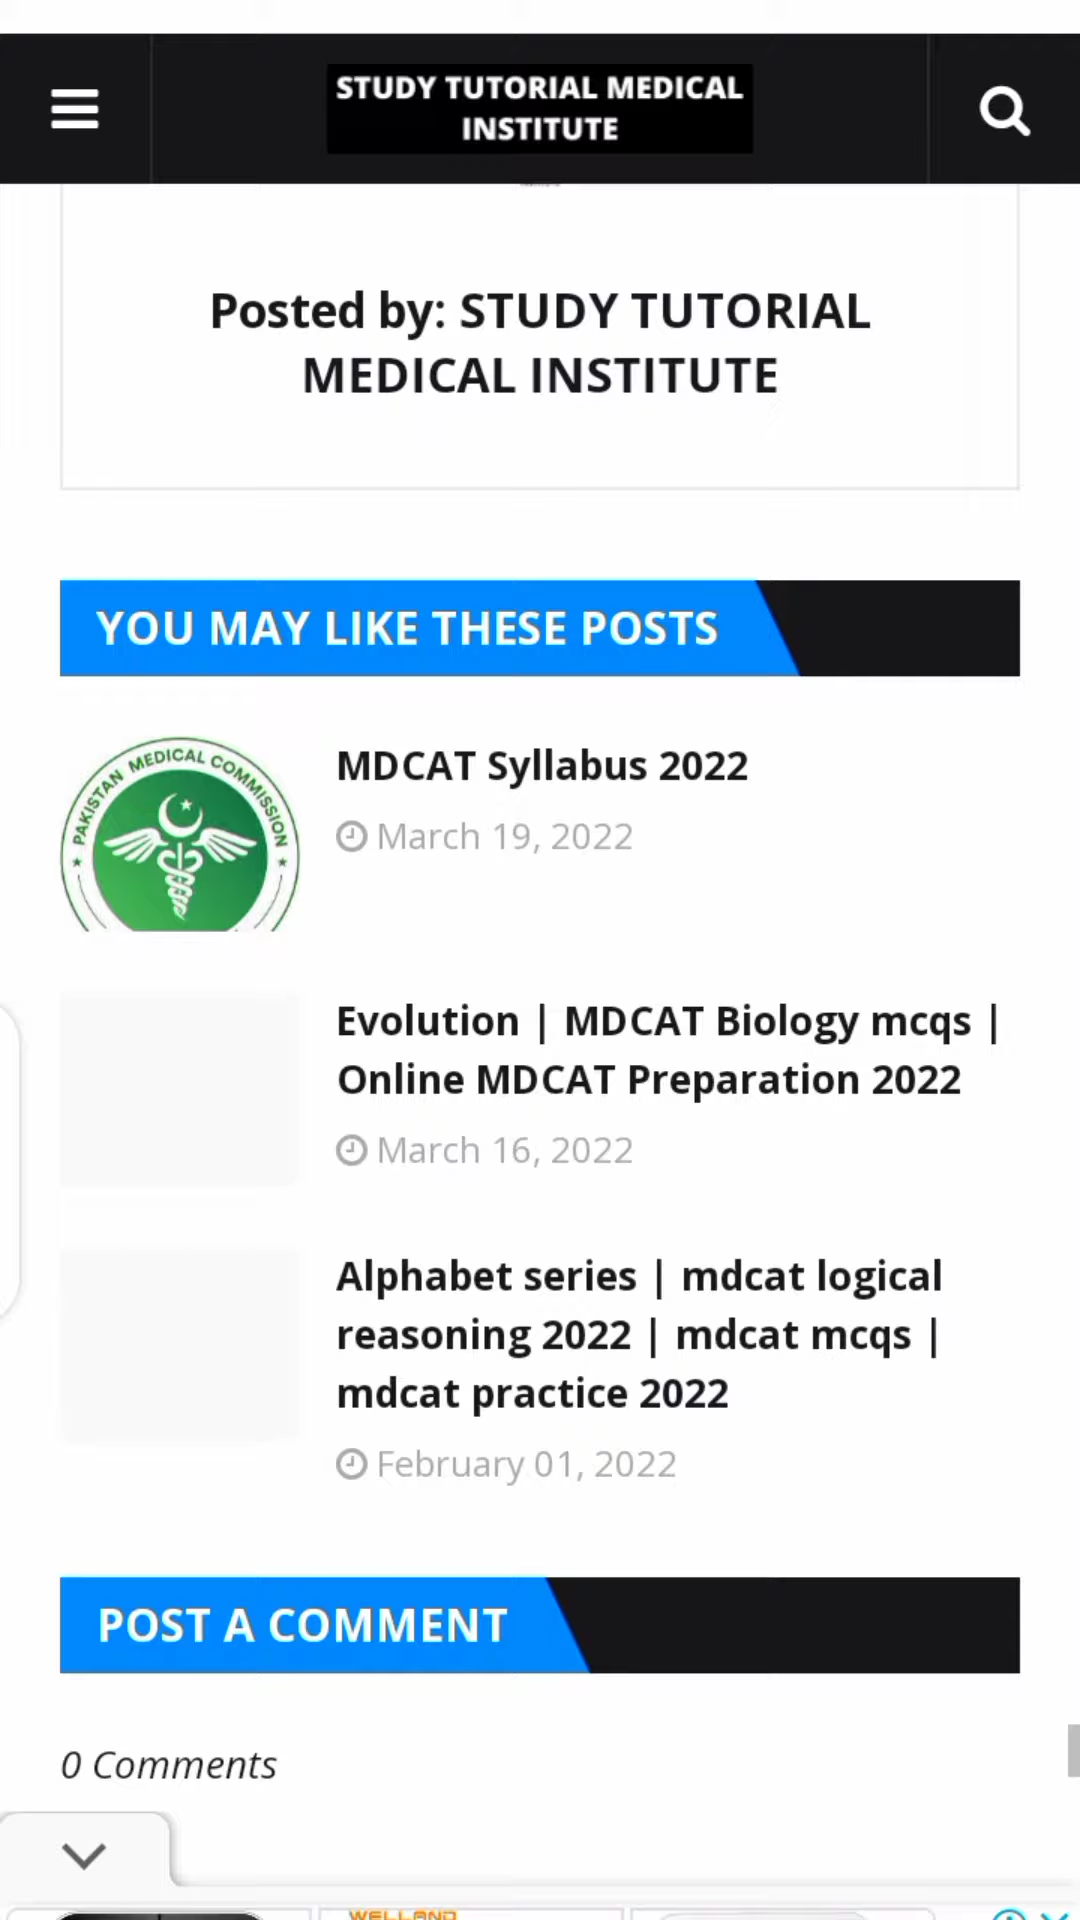 STUDY TUTORIAL MEDICAL
INSTITUTE
Posted by: STUDY TUTORIAL
MEDICAL INSTITUTE
YOU MAY LIKE THESE POSTS
PAKISTAN MEDICAL COMMISSION
MDCAT Syllabus 2022
March 19, 2022
Evolution | MDCAT Biology mcqs |
Online MDCAT Preparation 2022
March 16, 2022
Alphabet series | mdcat logical
reasoning 2022 | mdcat mcqs |
mdcat practice 2022
February 01, 2022
POST A COMMENT
0 Comments
WELLAND